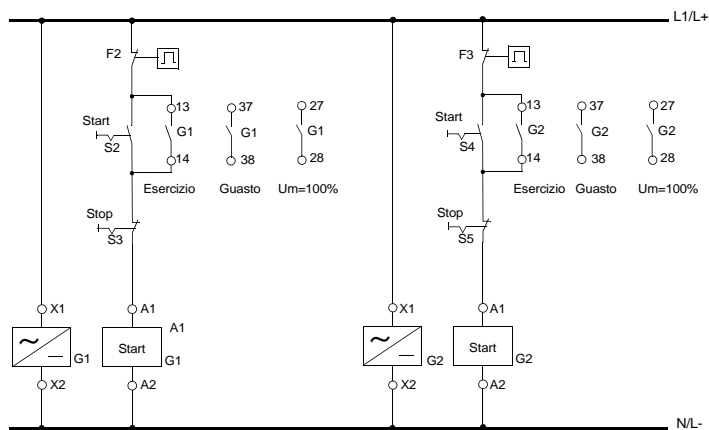 L1/L+
F2
F3
13
37
27
13
37
27
Start
G1
G1
G1
Start
G2
G2
G2
S2
S4
14
38
28
14
38
28
Esercizio
Guasto
Um=100%
Esercizio
Guasto
Um=100%
Stop
S3
Stop
S5
X1
A1
X1
A1
A1
~
Start
G1
G1
~
Start
G2
G2
X2
A2
X2
A2
N/L-